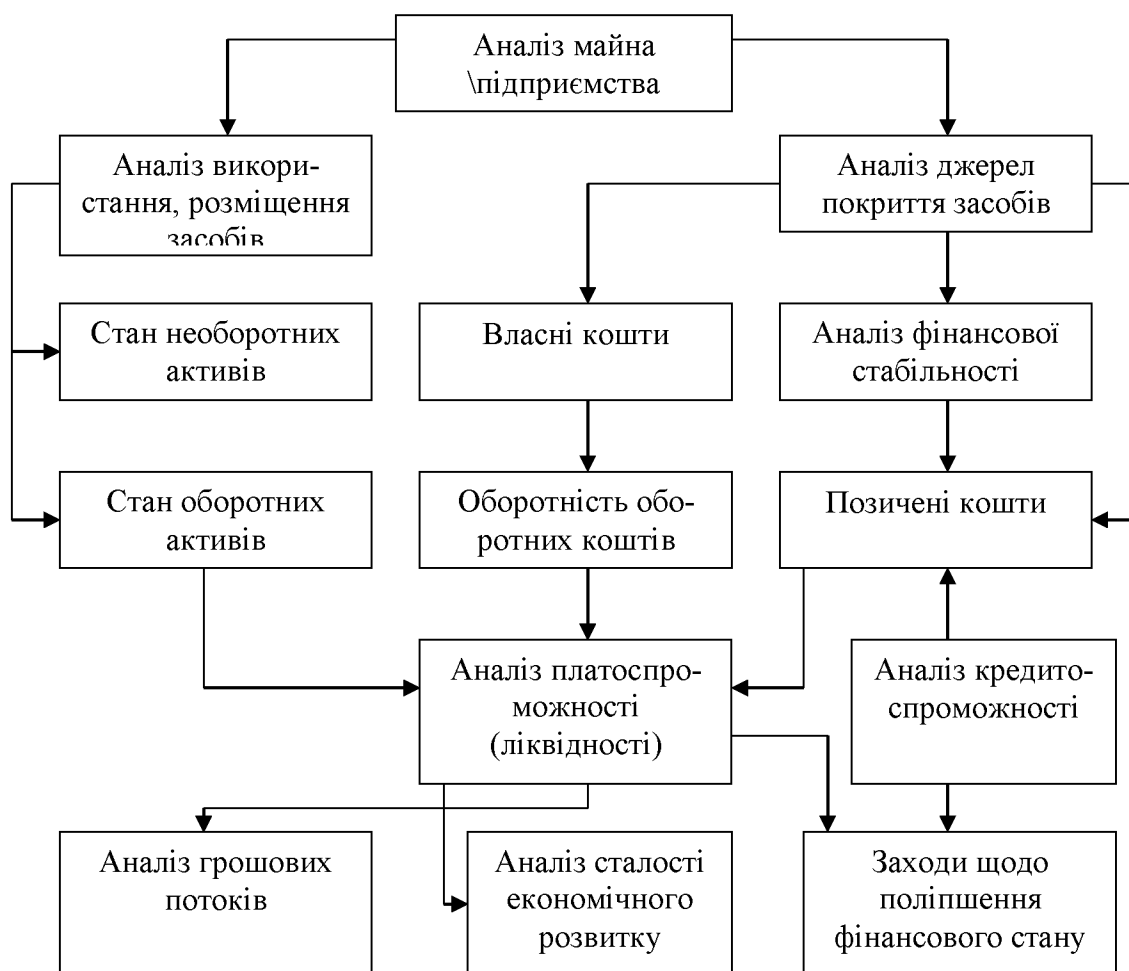 Аналіз майна
\підприємства
Аналіз викори-
стання, розміщення
засобів
Аналіз джерел
покриття засобів
Стан необоротних
активів
Власні кошти
Аналіз фінансової
стабільності
Стан оборотних
активів
Оборотність обо-
ротних коштів
Позичені кошти
Аналіз платоспро-
можності
(ліквідності)
Аналіз кредито-
спроможності
Аналіз грошових
потоків
Аналіз сталості
економічного
розвитку
Заходи щодо
поліпшення
фінансового стану